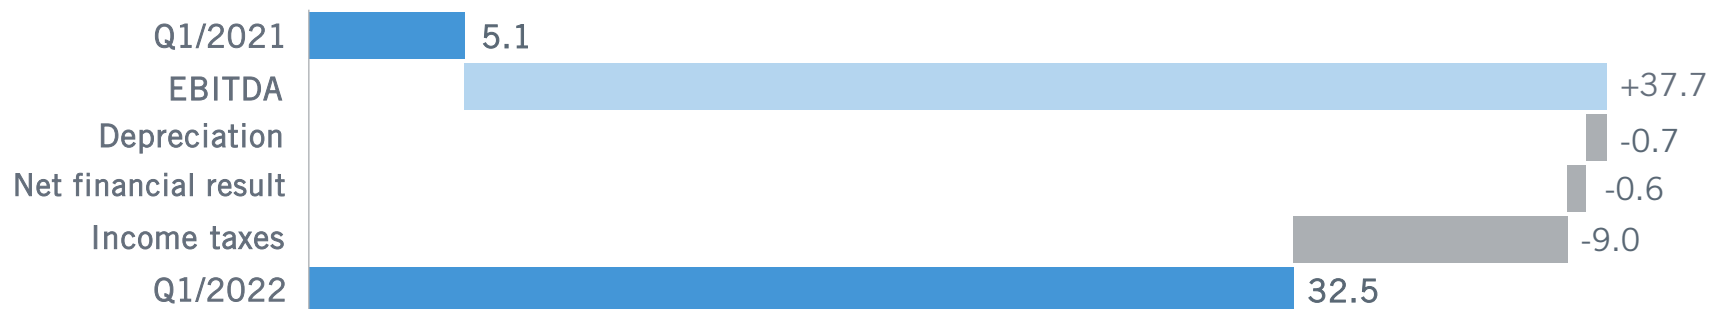 Q1/2021 5.1
EBITDA +37.7
Depreciation -0.7
Net financial result -0.6
Income taxes -9.0
Q1/2022 32.5